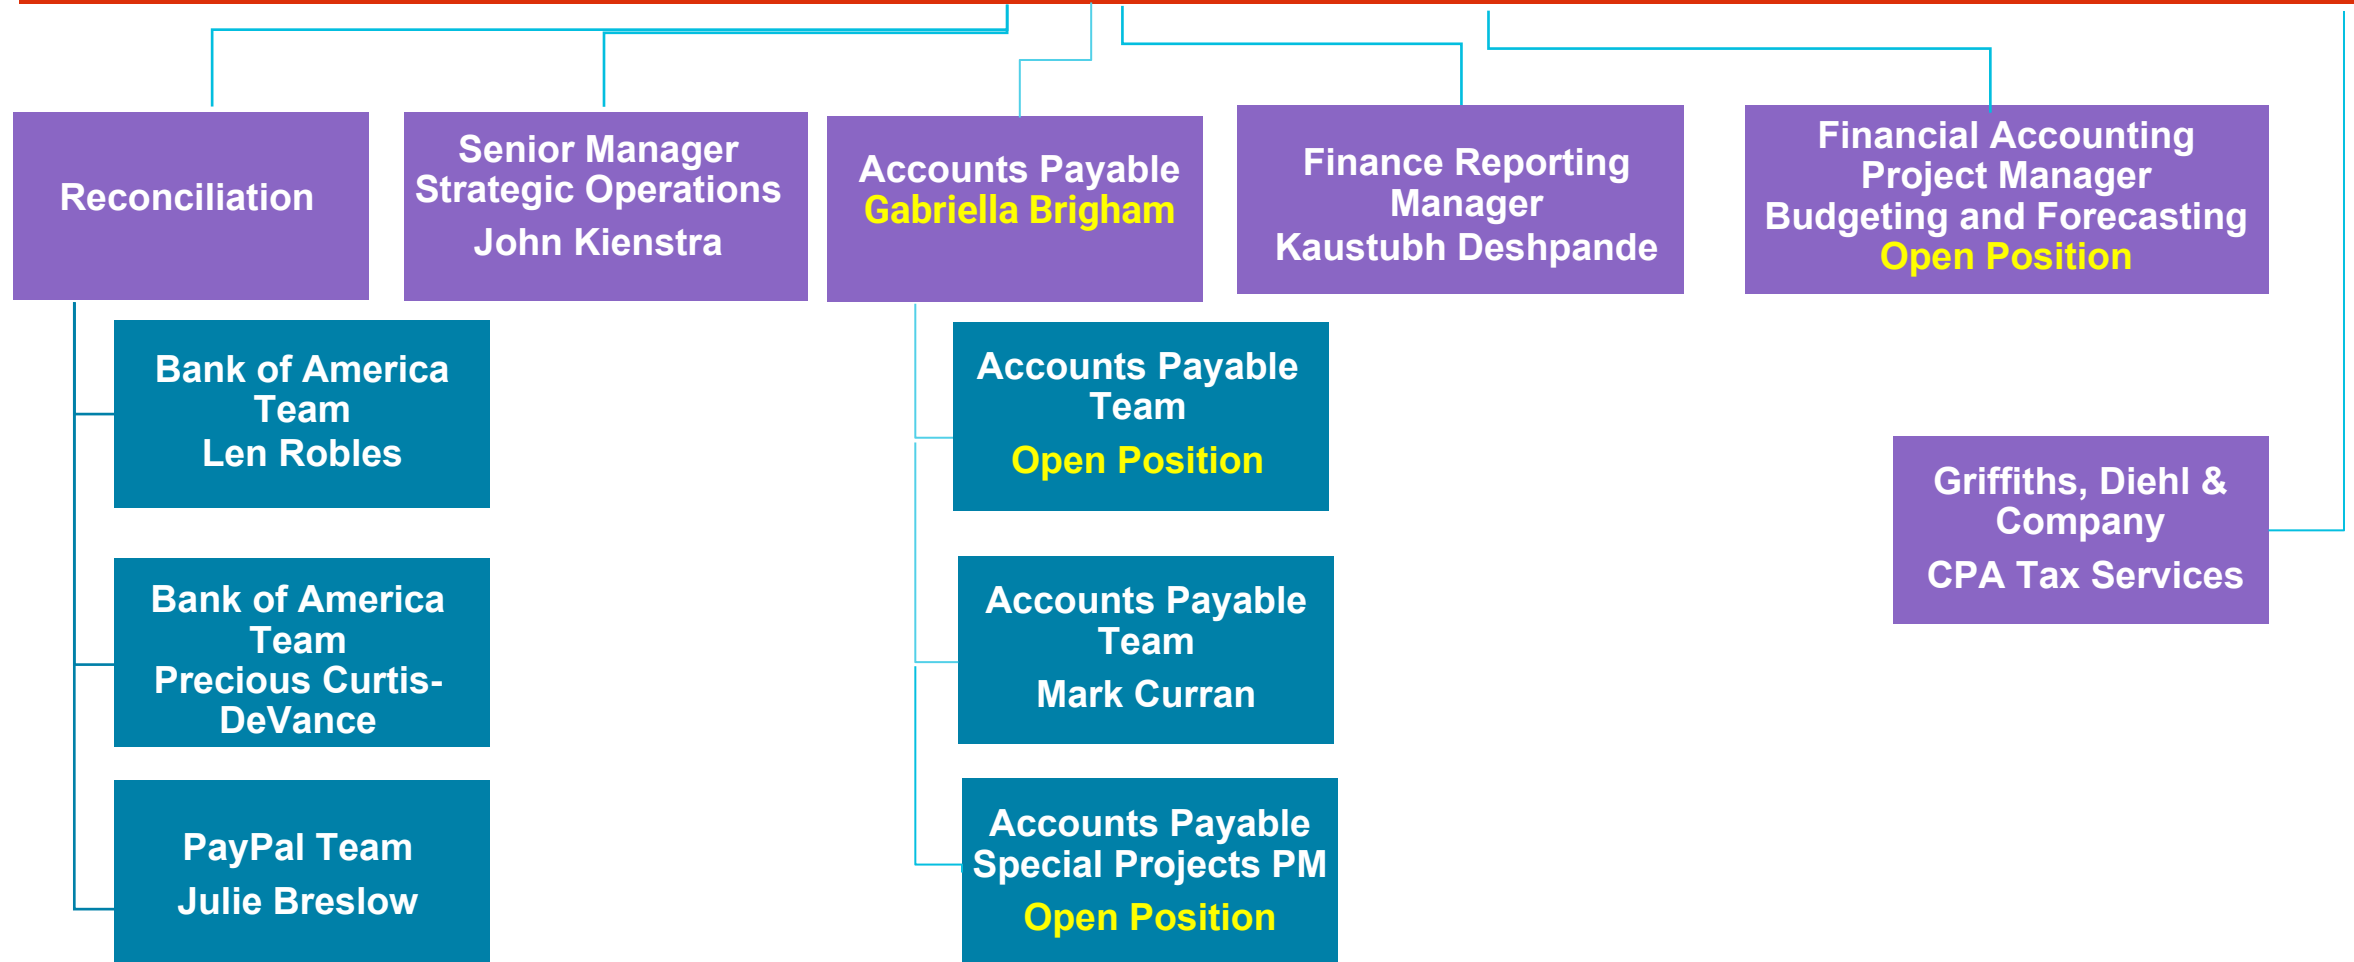 Reconciliation
Senior Manager
Strategic Operations
John Kienstra
Accounts Payable
Gabriella Brigham
Finance Reporting
Manager
Kaustubh Deshpande
Financial Accounting
Project Manager
Budgeting and Forecasting
Open Position
Bank of America
Team
Len Robles
Bank of America
Team
Precious Curtis-
DeVance
PayPal Team
Julie Breslow
Accounts Payable
Team
Open Position
Accounts Payable
Team
Mark Curran
Accounts Payable
Special Projects PM
Open Position
Griffiths, Diehl &
Company
CPA Tax Services